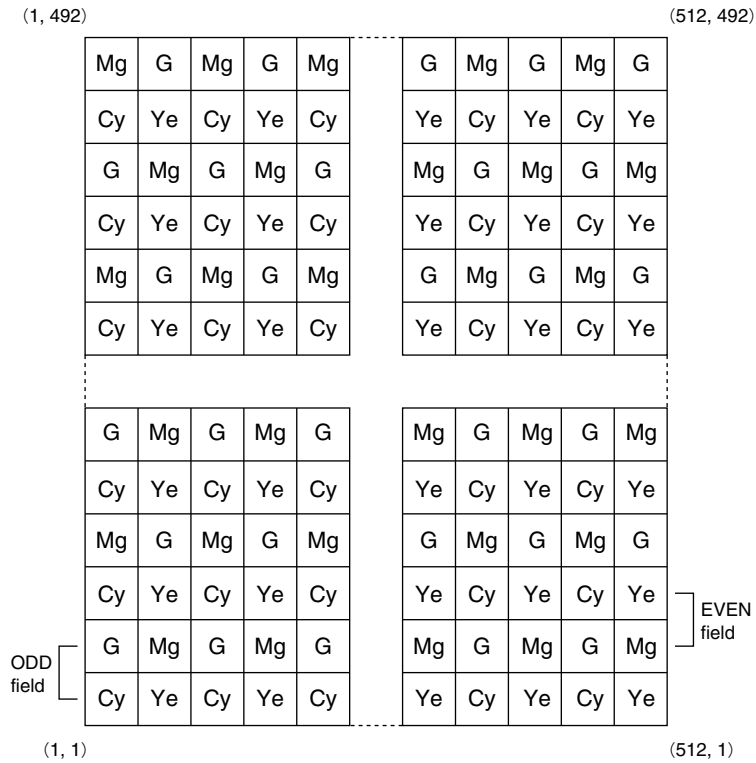 (1, 492) (512, 492)
Mg G Mg G Mg G Mg G Mg G
Cy Ye Cy Ye Cy Ye Cy Ye Cy Ye
G Mg G Mg G Mg G Mg G Mg
Cy Ye Cy Ye Cy Ye Cy Ye Cy Ye
Mg G Mg G Mg G Mg G Mg G
Cy Ye Cy Ye Cy Ye Cy Ye Cy Ye
G Mg G Mg G Mg G Mg G Mg
Cy Ye Cy Ye Cy Ye Cy Ye Cy Ye
Mg G Mg G Mg G Mg G Mg G
Cy Ye Cy Ye Cy Ye Cy Ye Cy Ye
EVEN
field
G Mg G Mg G Mg G Mg G Mg
ODD
field
Cy Ye Cy Ye Cy Ye Cy Ye Cy Ye
(1, 1) (512, 1)